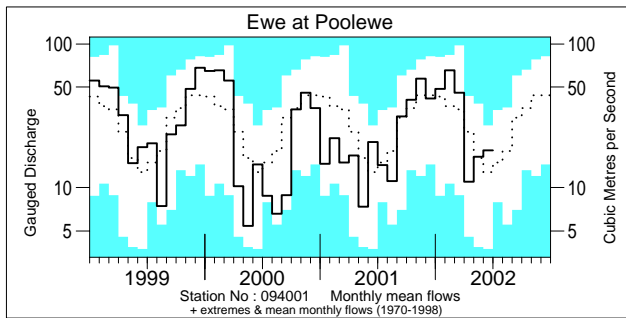 Ewe at Poolewe
100
50
10
5
100
50
10
5
Gauged Discharge
Cubic Metres per Second
1999 2000 2001 2002
Station No : 094001 Monthly mean flows
+ extremes & mean monthly flows (1970-1998)